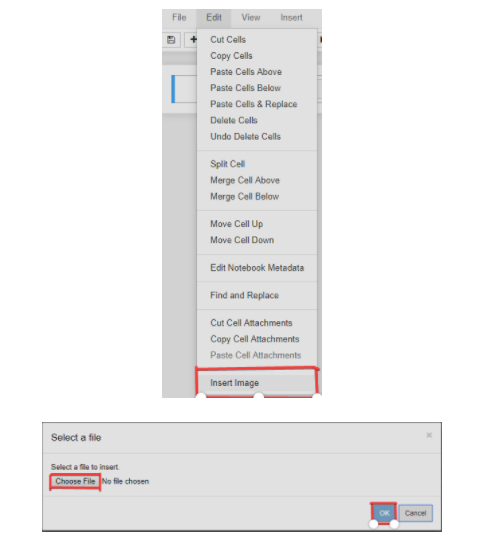 File Edit View Insert
Cut Cells
Copy Cells
Paste Cells Above
Paste Cells Below
Paste Cells & Replace
Delete Cells
Undo Delete Cells
Split Cell
Merge Cell Above
Merge Cell Below
Move Cell Up
Move Cell Down
Edit Notebook Metadata
Find and Replace
Cut Cell Attachments
Copy Cell Attachments
Paste Cell Attachments
Insert Image
Select a file ×
Select a file to insert.
Choose File No file chosen
OK Cancel